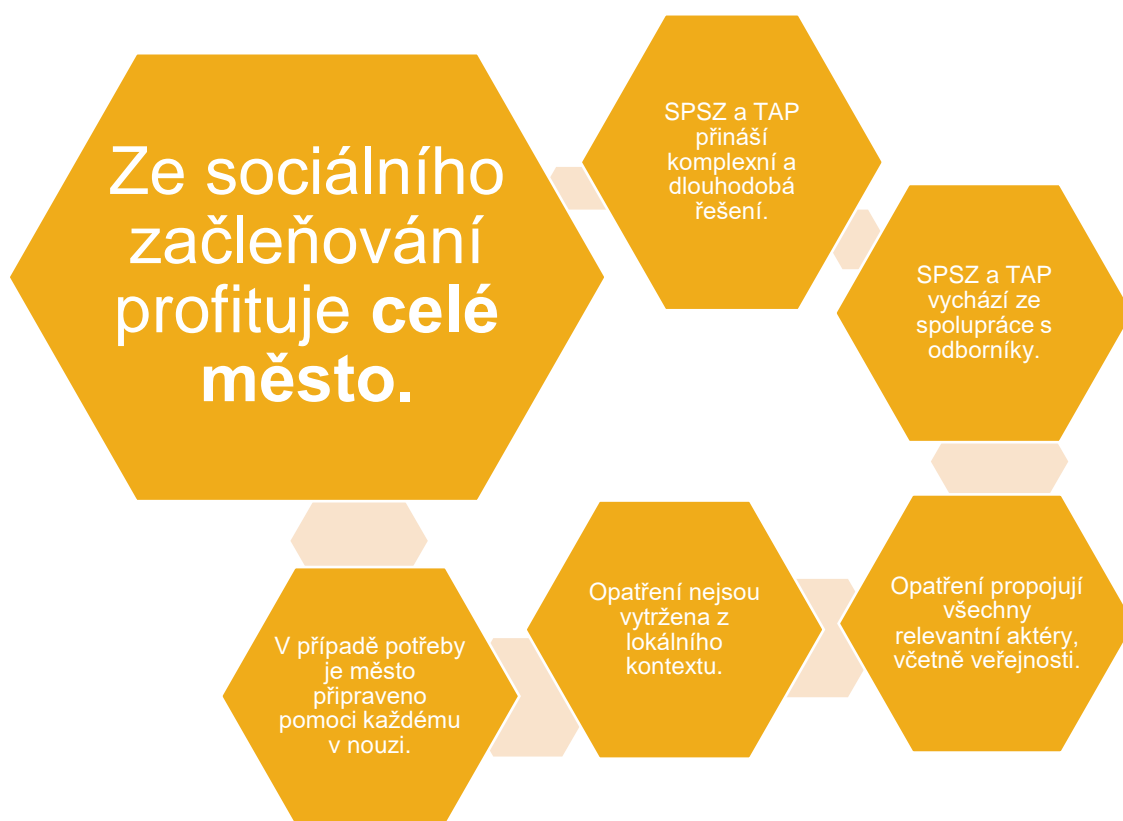 Ze sociálního
začleňování
profituje celé
město.
SPSZ a TAP
přináší
komplexní a
dlouhodobá
řešení.
SPSZ a TAP
vychází ze
spolupráce s
odborníky.
Opatření propojují
všechny
relevantní aktéry,
včetně veřejnosti.
Opatření nejsou
vytržena z
lokálního
kontextu.
V případě potřeby
je město
připraveno
pomoci každému
v nouzi.